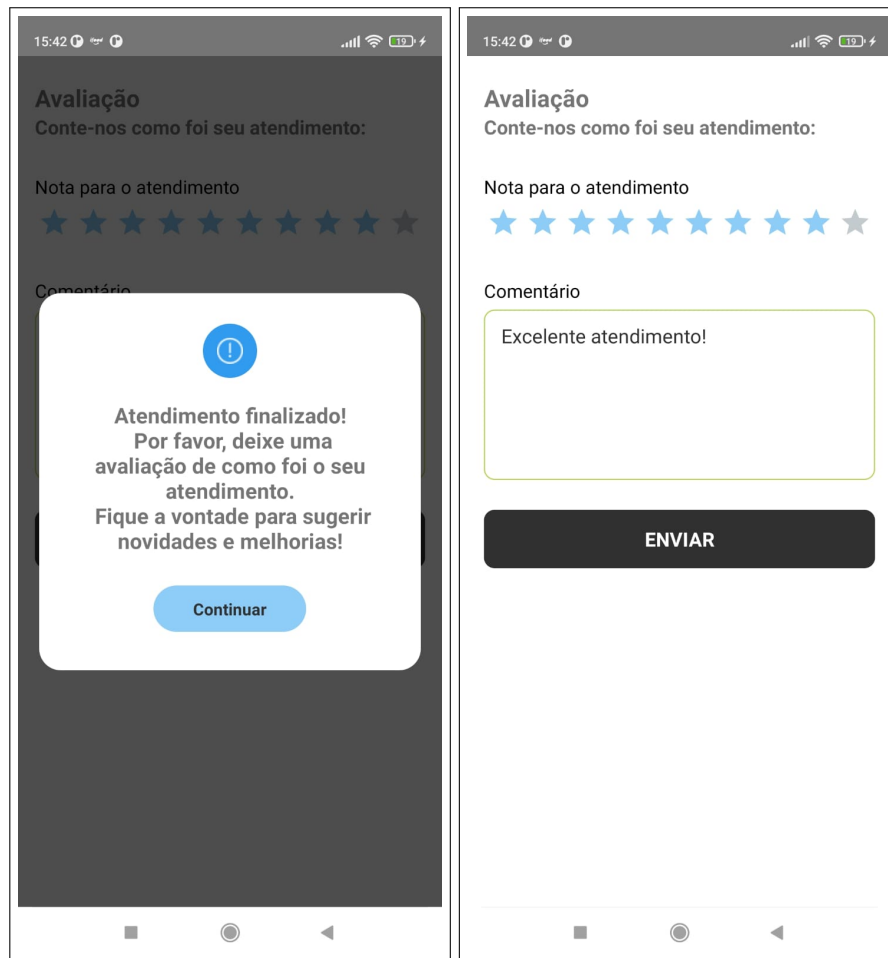 15:42
19
Avaliação
Conte-nos como foi seu atendimento:
Nota para o atendimento
Comentário
Atendimento finalizado!
Por favor, deixe uma
avaliação de como foi o seu
atendimento.
Fique a vontade para sugerir
novidades e melhorias!
Continuar
15:42
19
Avaliação
Conte-nos como foi seu atendimento:
Nota para o atendimento
Comentário
Excelente atendimento!
ENVIAR